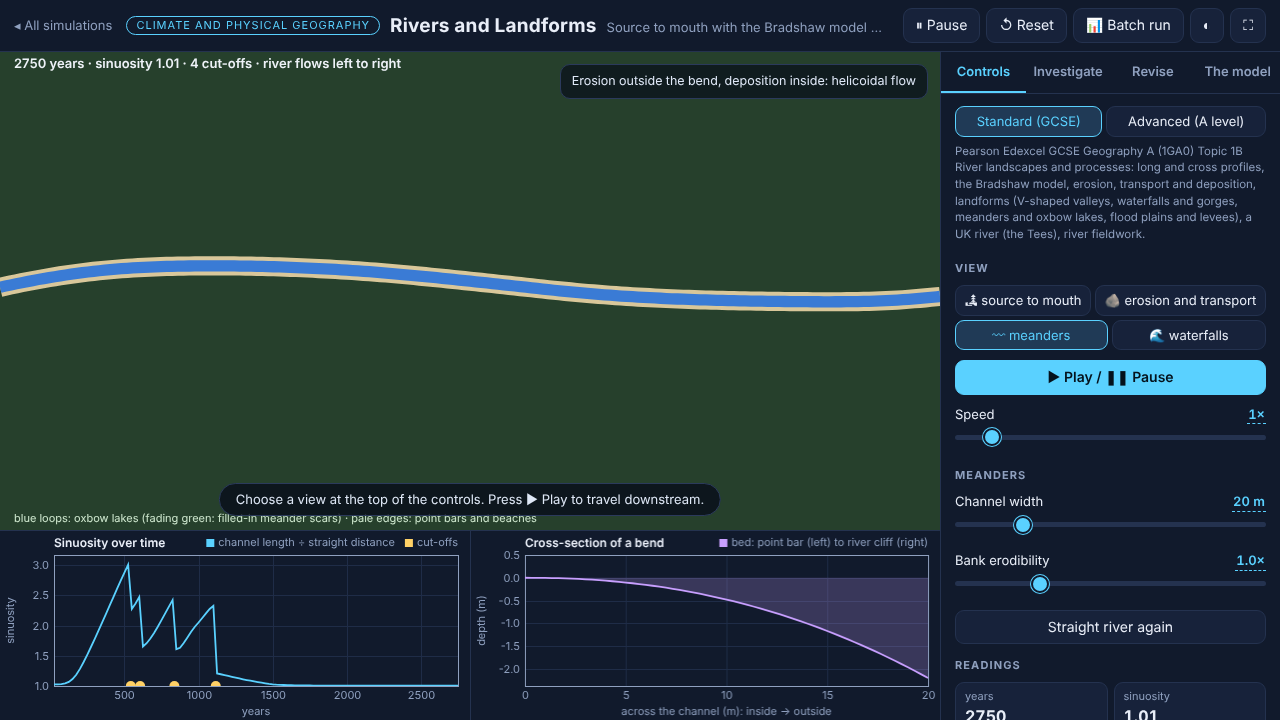 ◂ All simulations
CLIMATE AND PHYSICAL GEOGRAPHY
Rivers and Landforms
Source to mouth with the Bradshaw model ...
⏸ Pause
↺ Reset
📊 Batch run
2750 years · sinuosity 1.01 · 4 cut-offs · river flows left to right
Erosion outside the bend, deposition inside: helicoidal flow
Choose a view at the top of the controls. Press ▶ Play to travel downstream.
blue loops: oxbow lakes (fading green: filled-in meander scars) · pale edges: point bars and beaches
Sinuosity over time
channel length ÷ straight distance
cut-offs
3.0
2.5
2.0
1.5
1.0
sinuosity
500
1000
1500
2000
2500
years
Cross-section of a bend
bed: point bar (left) to river cliff (right)
0.5
0.0
-0.5
-1.0
-1.5
-2.0
depth (m)
0
5
10
15
20
across the channel (m): inside → outside
Controls
Investigate
Revise
The model
Standard (GCSE)
Advanced (A level)
Pearson Edexcel GCSE Geography A (1GA0) Topic 1B
River landscapes and processes: long and cross profiles,
the Bradshaw model, erosion, transport and deposition,
landforms (V-shaped valleys, waterfalls and gorges,
meanders and oxbow lakes, flood plains and levees), a
UK river (the Tees), river fieldwork.
VIEW
🏞 source to mouth
🪨 erosion and transport
〰 meanders
🌊 waterfalls
▶ Play / ❚❚ Pause
Speed
1×
MEANDERS
Channel width
20 m
Bank erodibility
1.0×
Straight river again
READINGS
years
2750
sinuosity
1.01